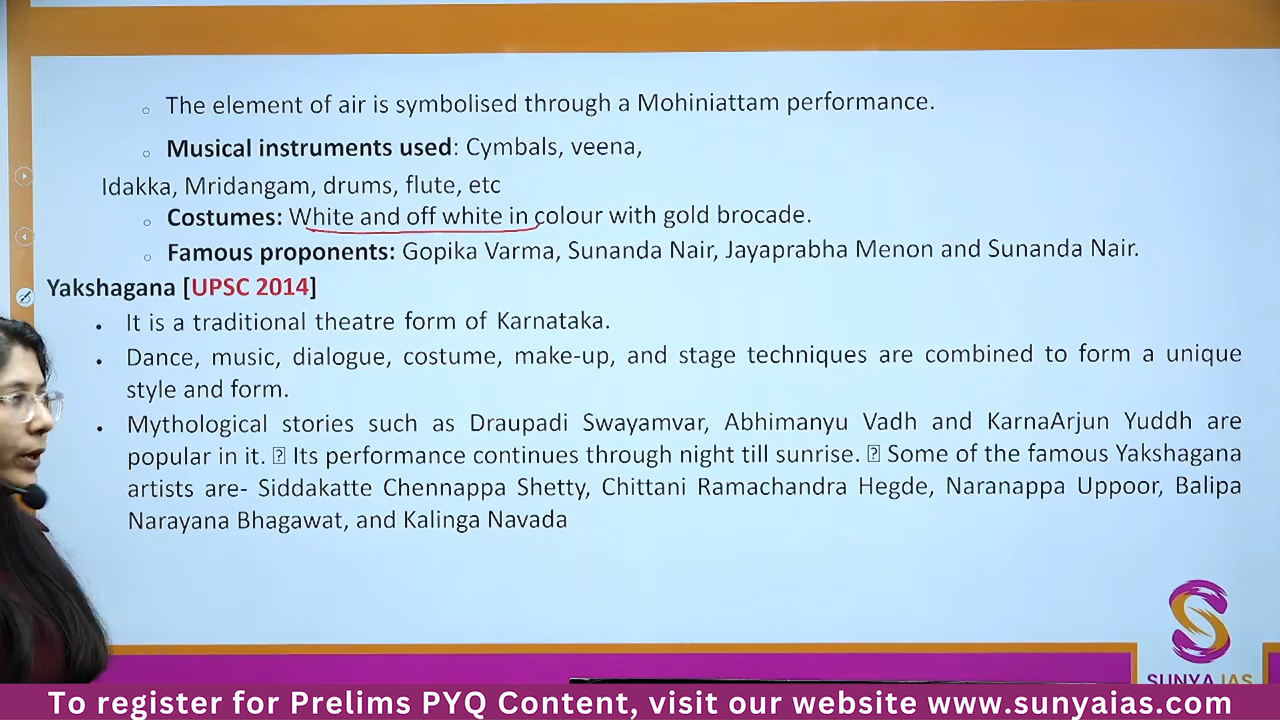 The element of air is symbolised through a Mohiniattam performance.
Musical instruments used: Cymbals, veena,
Idakka, Mridangam, drums, flute, etc
Costumes: White and off white in colour with gold brocade.
Famous proponents: Gopika Varma, Sunanda Nair, Jayaprabha Menon and Sunanda Nair.
Yakshagana [UPSC 2014]
It is a traditional theatre form of Karnataka.
Dance, music, dialogue, costume, make-up, and stage techniques are combined to form a unique
style and form.
Mythological stories such as Draupadi Swayamvar, Abhimanyu Vadh and KarnaArjun Yuddh are
popular in it. Its performance continues through night till sunrise. Some of the famous Yakshagana
artists are- Siddakatte Chennappa Shetty, Chittani Ramachandra Hegde, Naranappa Uppoor, Balipa
Narayana Bhagawat, and Kalinga Navada
SUNYA IAS
To register for Prelims PYQ Content, visit our website www.sunyaias.com